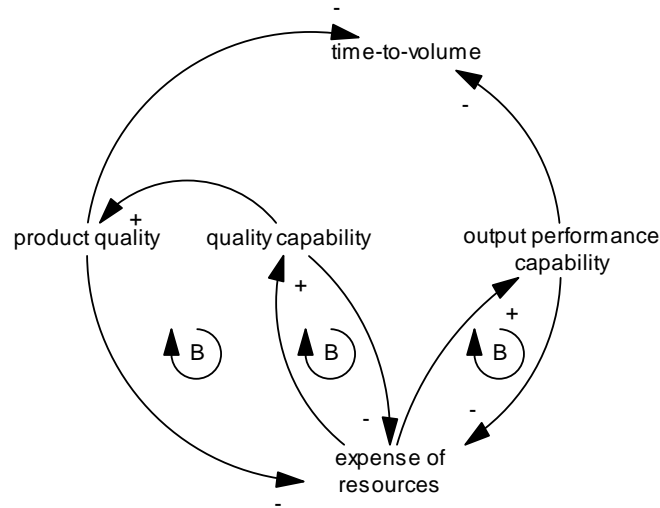 -
time-to-volume
-
+
product quality
quality capability
output performance
capability
+
+
B
B
B
-
-
expense of
resources
-